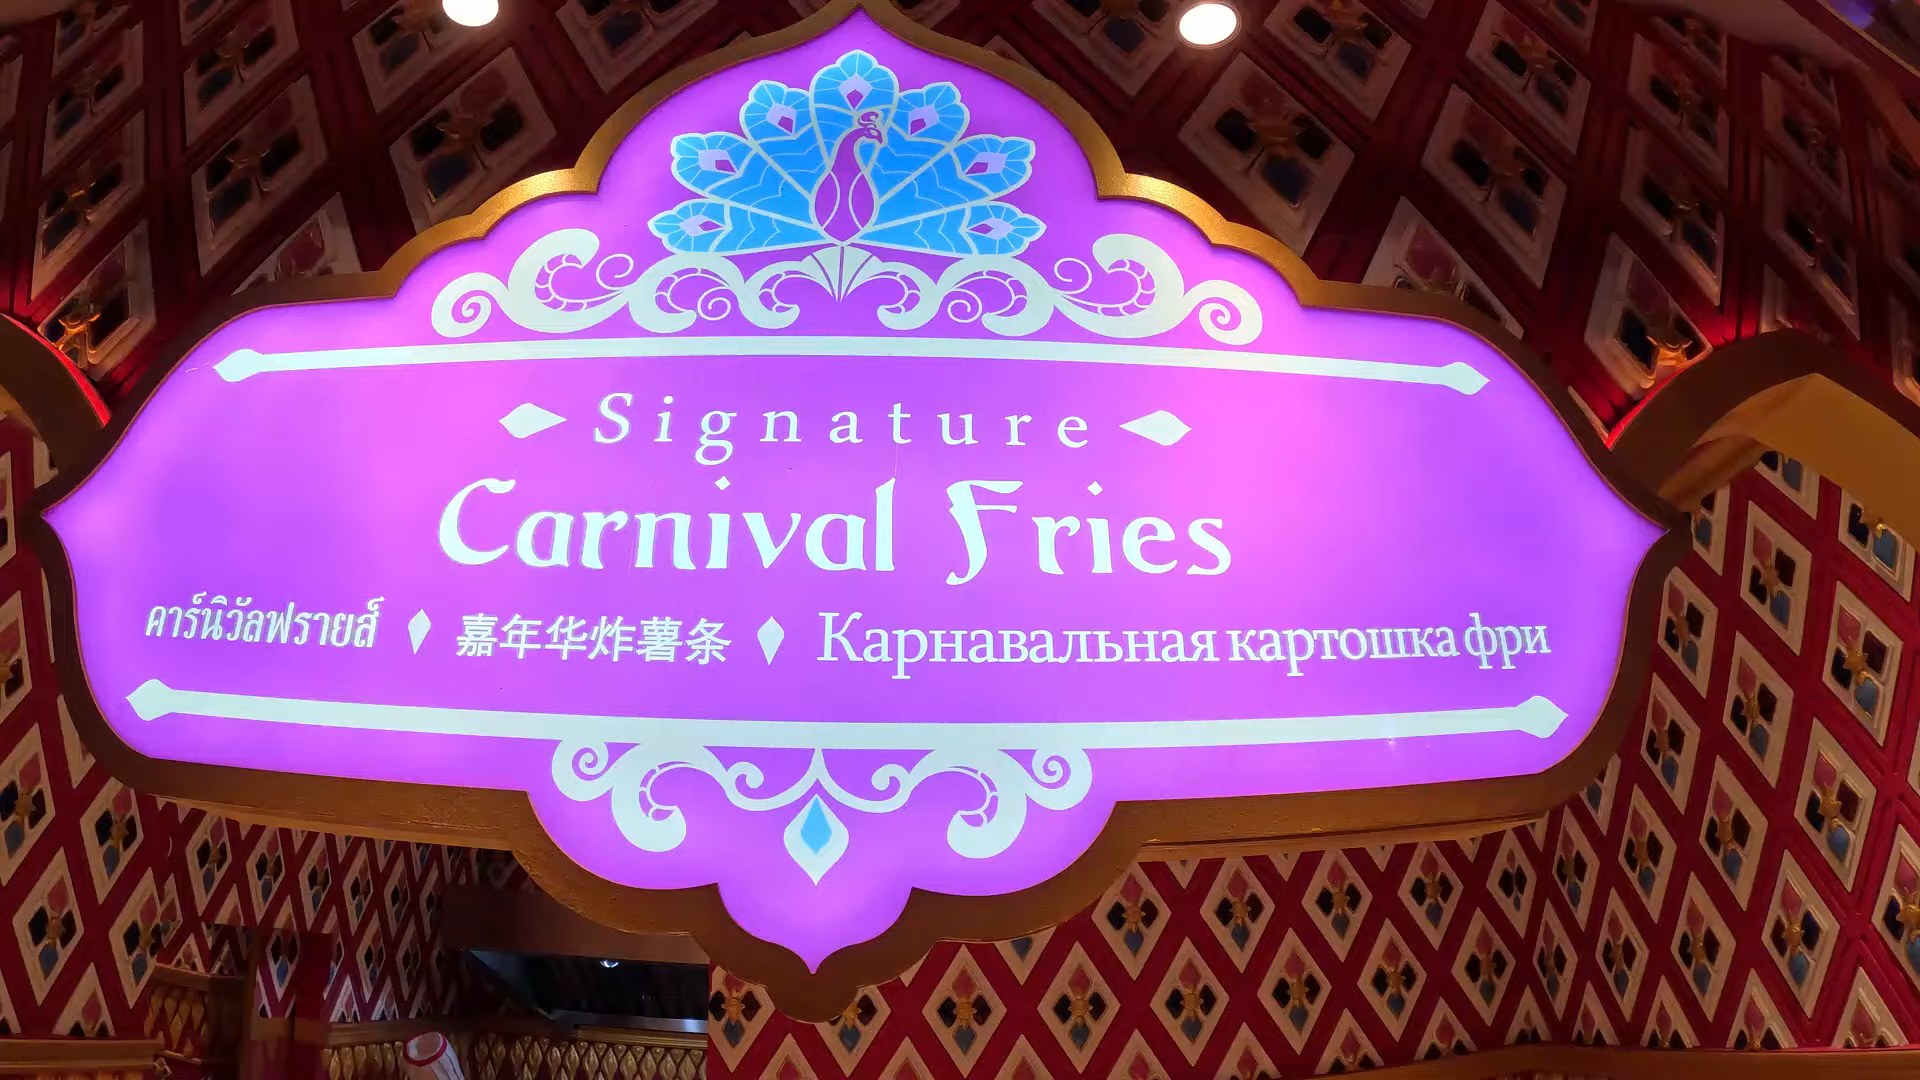 Signature
Carnival Fries
คาร์นิวัลฟรายส์ ♦ 嘉年华炸薯条 ♦ Карнавальная картошка фри